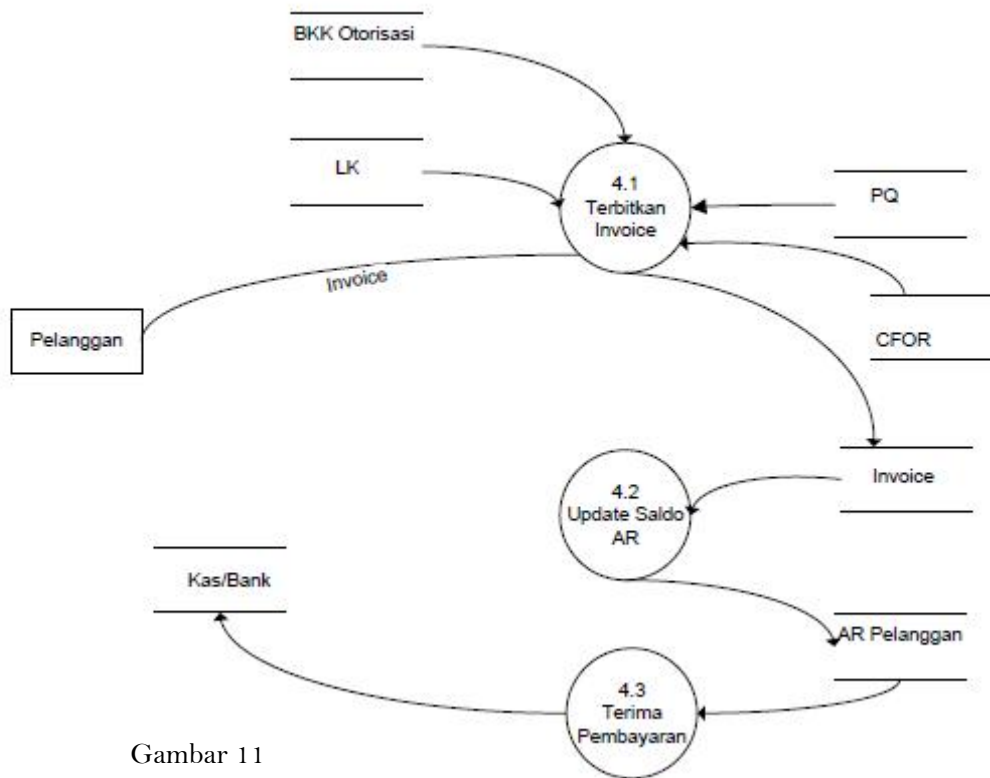 BKK Otorisasi
LK
4.1
Terbitkan
Invoice
PQ
Invoice
Pelanggan
CFOR
Invoice
4.2
Update Saldo
AR
Kas/Bank
AR Pelanggan
4.3
Terima
Pembayaran
Gambar 11